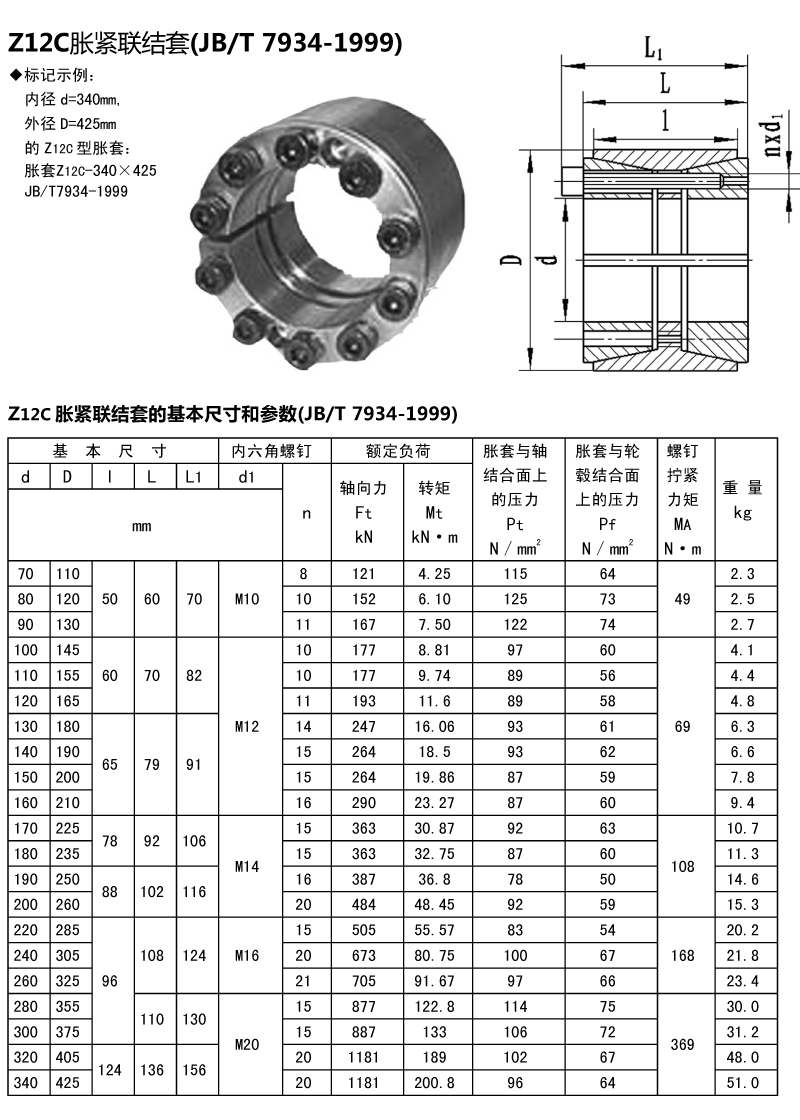 Z12C胀紧联结套(JB/T 7934-1999)
◆标记示例：
内径 d=340mm,
外径 D=425mm
的 Z12C 型胀套：
胀套Z12C-340×425
JB/T7934-1999
L1
L
l
nxd1
D
d
Z12C 胀紧联结套的基本尺寸和参数(JB/T 7934-1999)
基 本 尺 寸 内六角螺钉 额定负荷 胀套与轴结合面上的压力 Pt N／mm² 胀套与轮毂结合面上的压力 Pf N／mm² 螺钉拧紧力矩 MA N·m 重 量 kg
d D l L L1 d1 n 轴向力 Ft kN 转矩 Mt kN·m
mm
70 110 50 60 70 M10 8 121 4.25 115 64 49 2.3
80 120 10 152 6.10 125 73 2.5
90 130 11 167 7.50 122 74 2.7
100 145 60 70 82 M12 10 177 8.81 97 60 69 4.1
110 155 10 177 9.74 89 56 4.4
120 165 11 193 11.6 89 58 4.8
130 180 65 79 91 14 247 16.06 93 61 6.3
140 190 15 264 18.5 93 62 6.6
150 200 15 264 19.86 87 59 7.8
160 210 16 290 23.27 87 60 9.4
170 225 78 92 106 M14 15 363 30.87 92 63 108 10.7
180 235 15 363 32.75 87 60 11.3
190 250 88 102 116 16 387 36.8 78 50 14.6
200 260 20 484 48.45 92 59 15.3
220 285 96 108 124 M16 15 505 55.57 83 54 168 20.2
240 305 20 673 80.75 100 67 21.8
260 325 21 705 91.67 97 66 23.4
280 355 110 130 M20 15 877 122.8 114 75 369 30.0
300 375 15 887 133 106 72 31.2
320 405 124 136 156 20 1181 189 102 67 48.0
340 425 20 1181 200.8 96 64 51.0